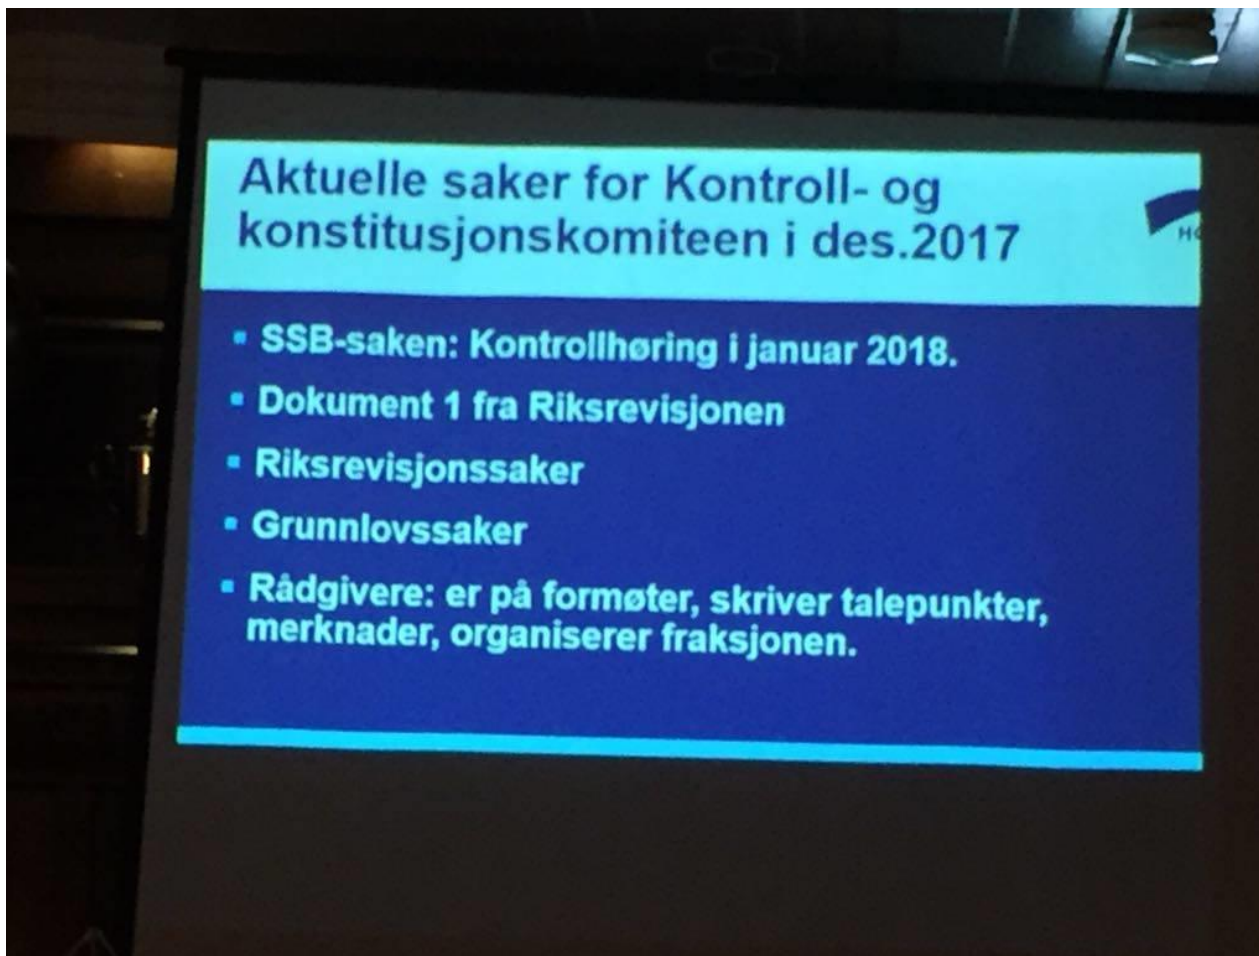 Aktuelle saker for Kontroll- og
konstitusjonskomiteen i des.2017
▪ SSB-saken: Kontrollhøring i januar 2018.
▪ Dokument 1 fra Riksrevisjonen
▪ Riksrevisjonssaker
▪ Grunnlovssaker
▪ Rådgivere: er på formøter, skriver talepunkter,
merknader, organiserer fraksjonen.